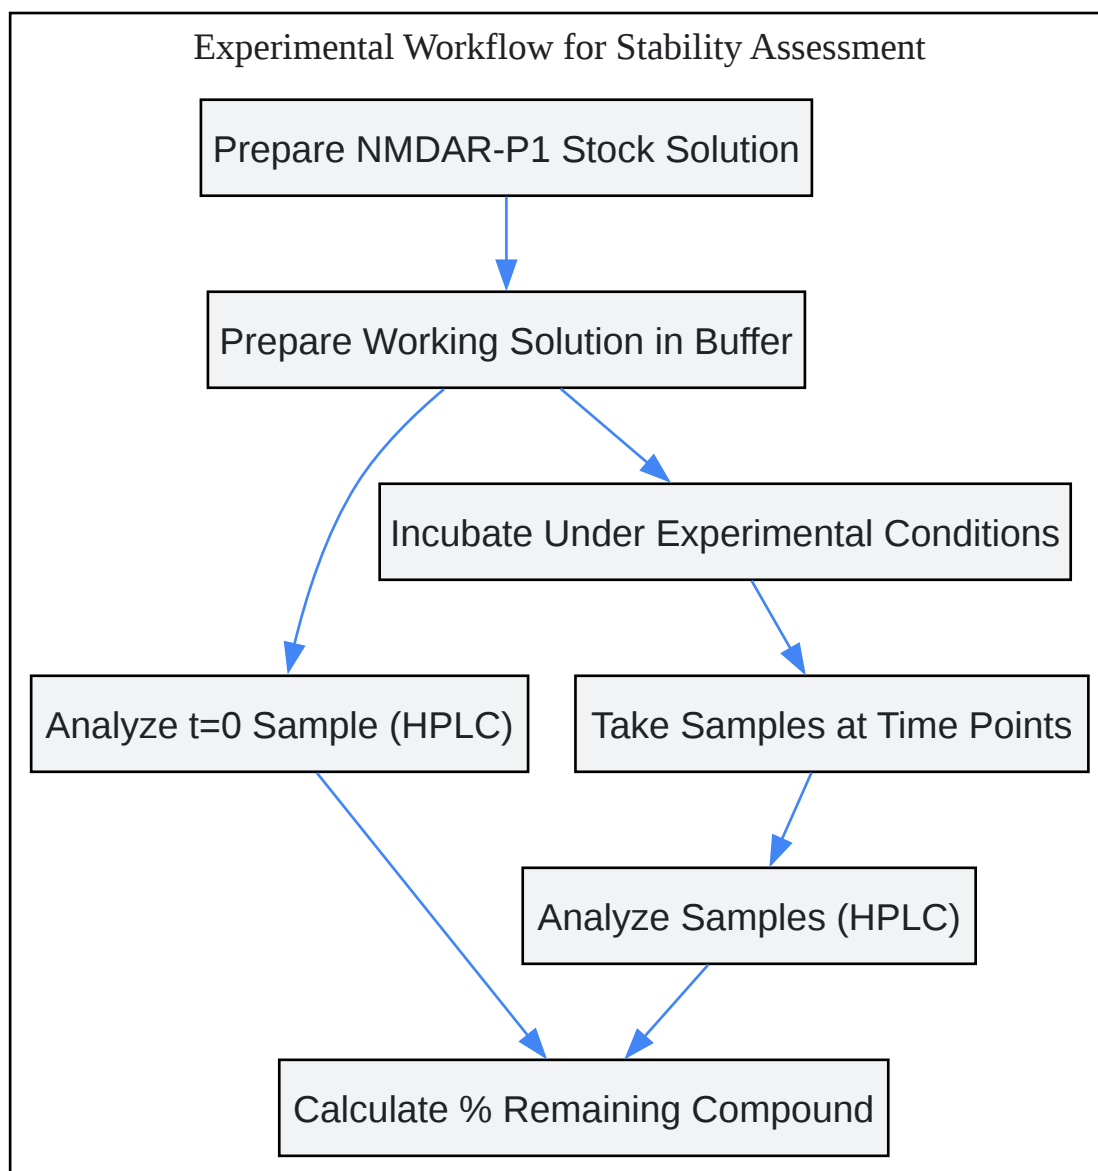 Experimental Workflow for Stability Assessment
Prepare NMDAR-P1 Stock Solution
Prepare Working Solution in Buffer
Incubate Under Experimental Conditions
Analyze t=0 Sample (HPLC)
Take Samples at Time Points
Analyze Samples (HPLC)
Calculate % Remaining Compound